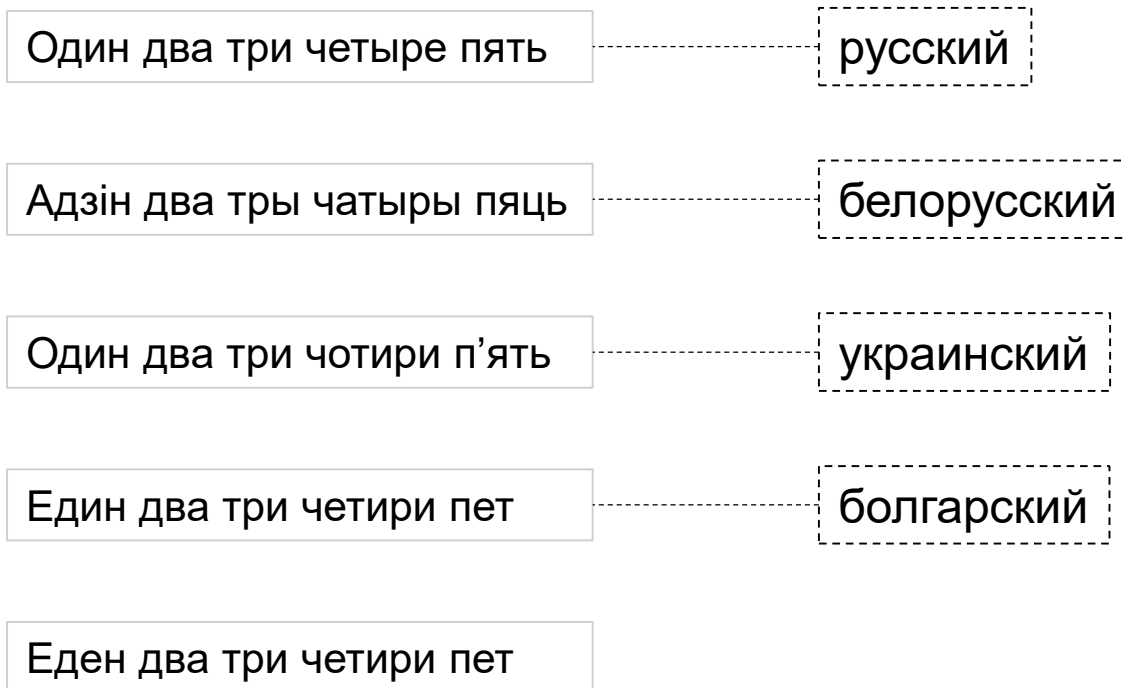 Один два три четыре пять
русский
Адзін два тры чатыры пяць
белорусский
Один два три чотири п’ять
украинский
Един два три четири пет
болгарский
Еден два три четири пет